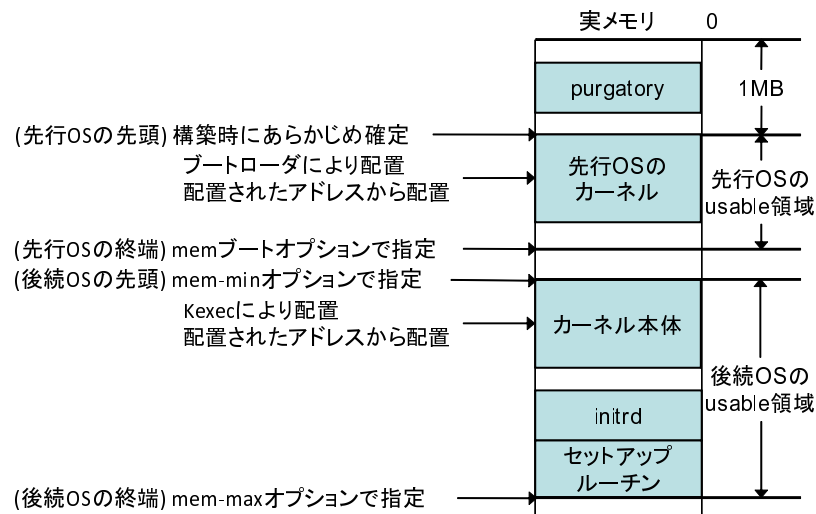 実メモリ 0
purgatory
1MB
(先行OSの先頭) 構築時にあらかじめ確定
ブートローダにより配置
配置されたアドレスから配置
先行OSの
カーネル
先行OSの
usable領域
(先行OSの終端) memブートオプションで指定
(後続OSの先頭) mem-minオプションで指定
Kexecにより配置
配置されたアドレスから配置
カーネル本体
後続OSの
usable領域
initrd
セットアップ
ルーチン
(後続OSの終端) mem-maxオプションで指定